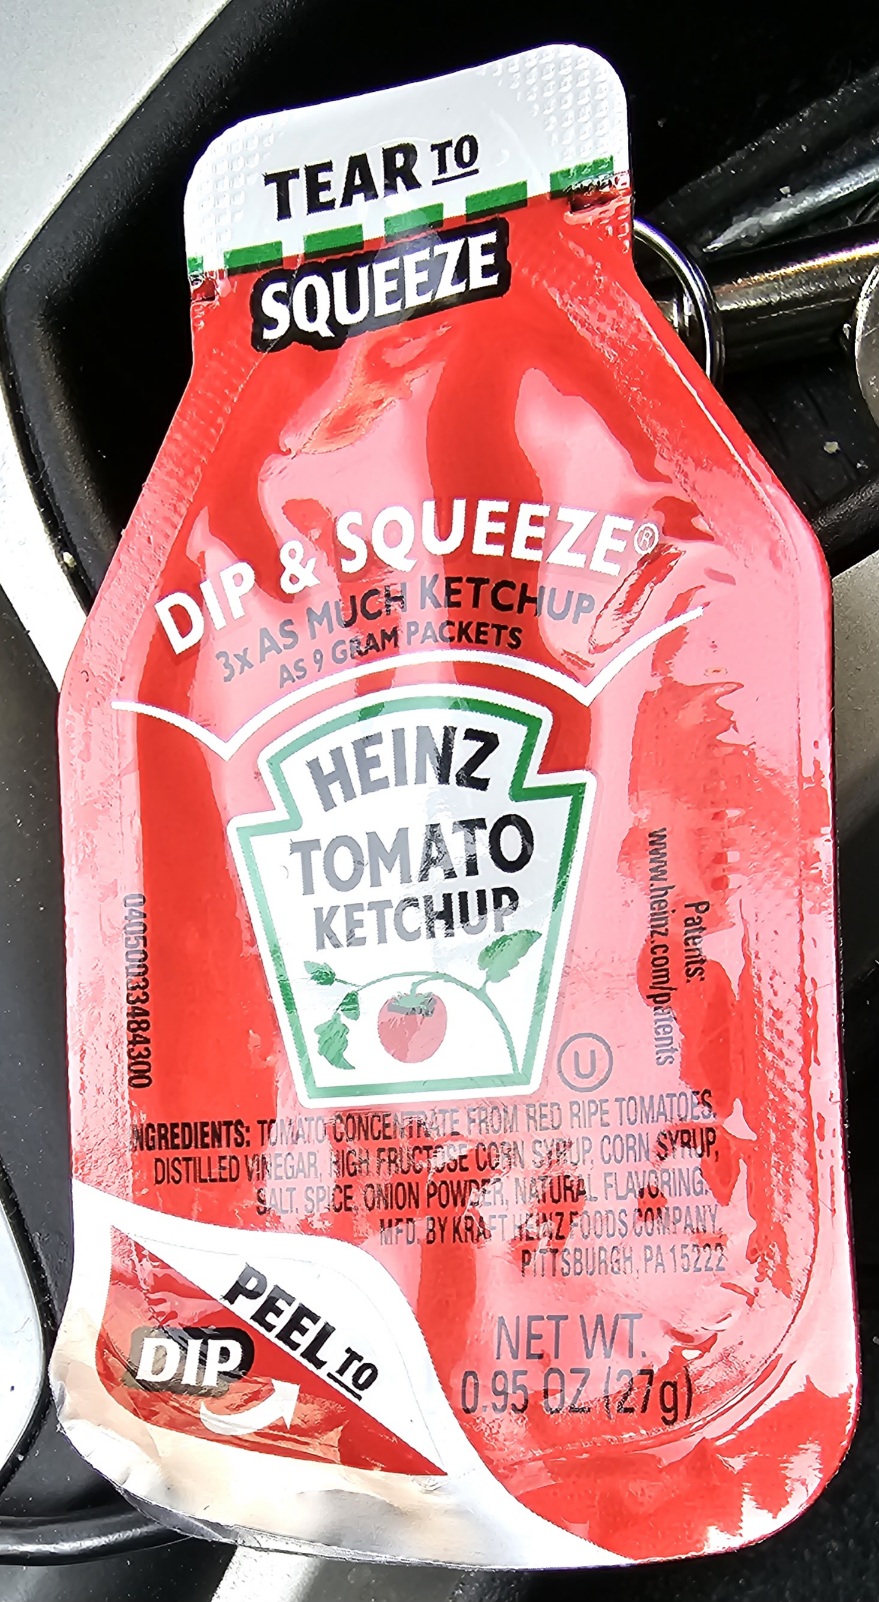 TEAR TO
SQUEEZE
DIP & SQUEEZE®
3x AS MUCH KETCHUP
AS 9 GRAM PACKETS
HEINZ
TOMATO
KETCHUP
Patents:
www.heinz.com/patents
04050033484300
U
INGREDIENTS: TOMATO CONCENTRATE FROM RED RIPE TOMATOES,
DISTILLED VINEGAR, HIGH FRUCTOSE CORN SYRUP, CORN SYRUP,
SALT, SPICE, ONION POWDER, NATURAL FLAVORING.
MFD. BY KRAFT HEINZ FOODS COMPANY,
PITTSBURGH, PA 15222
PEEL TO
DIP
NET WT.
0.95 OZ (27g)